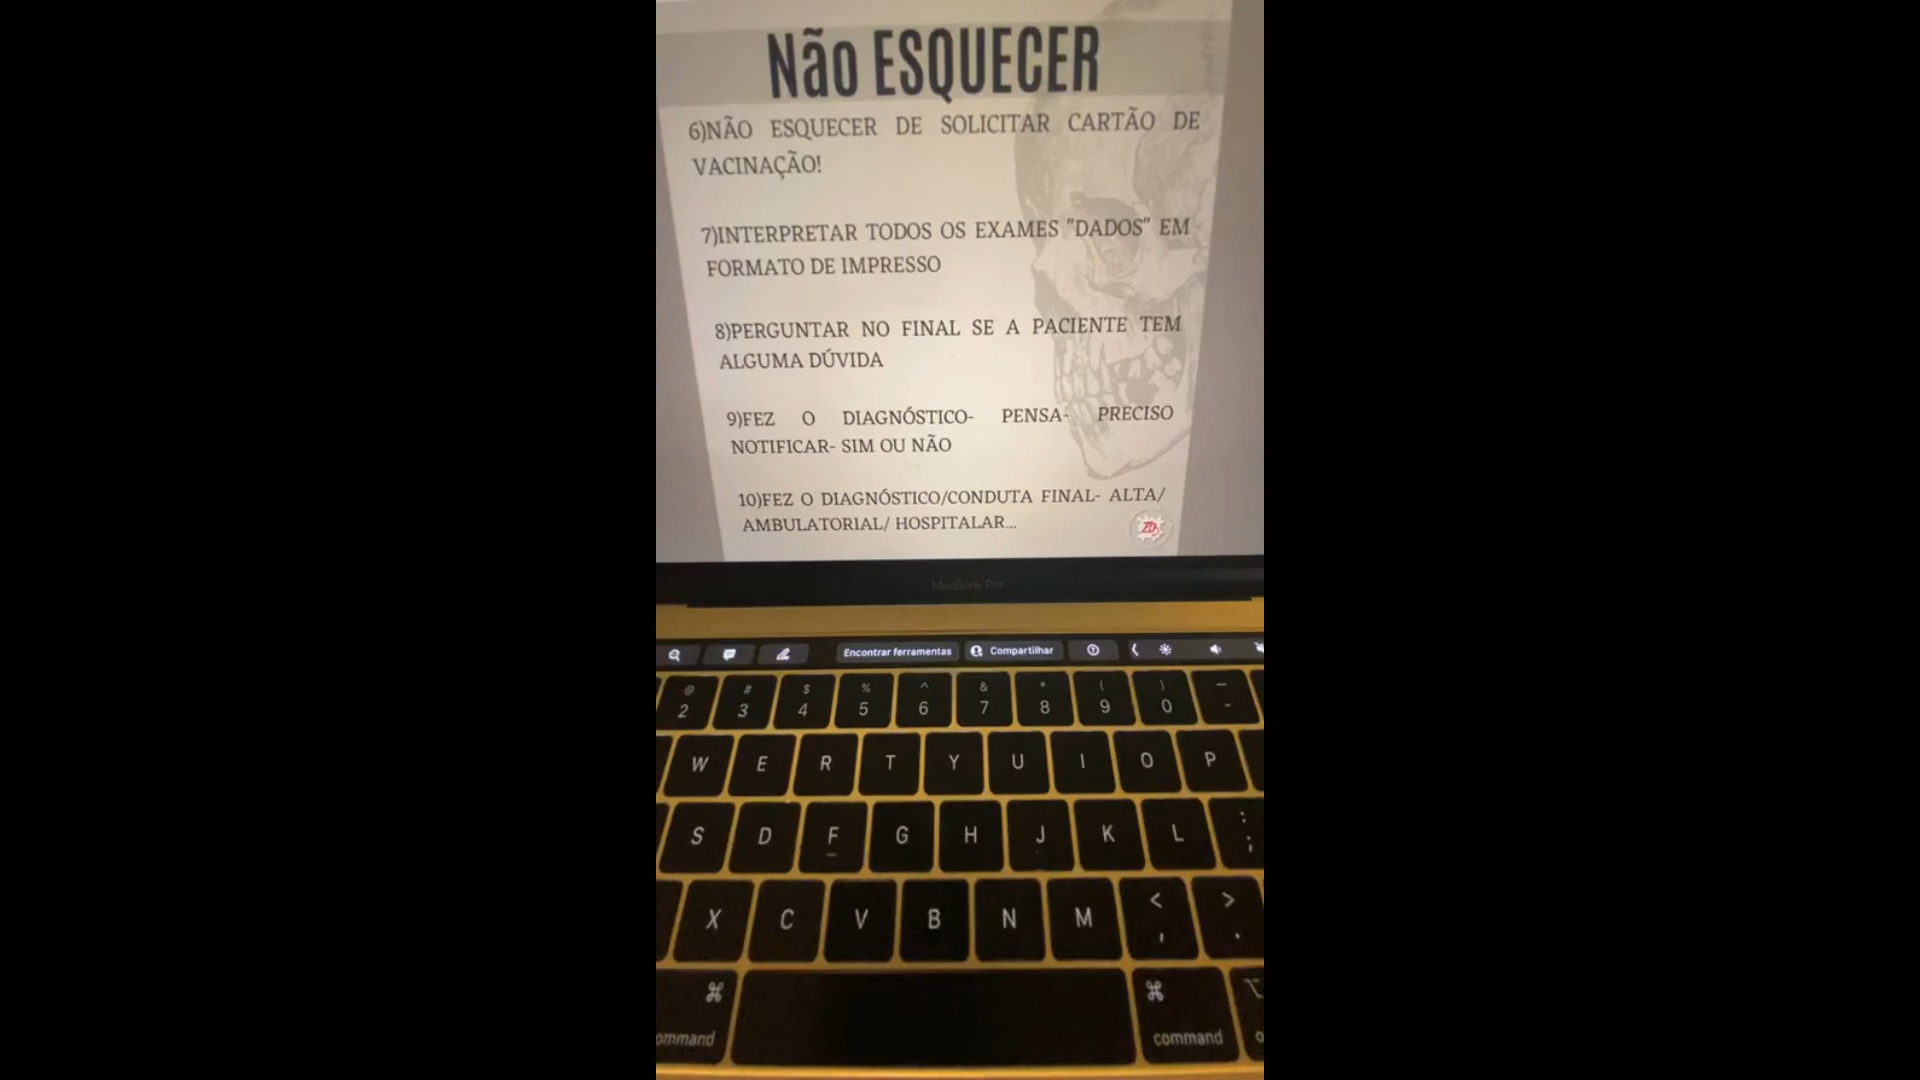 Não ESQUECER
6)NÃO ESQUECER DE SOLICITAR CARTÃO DE
VACINAÇÃO!
7)INTERPRETAR TODOS OS EXAMES "DADOS" EM
FORMATO DE IMPRESSO
8)PERGUNTAR NO FINAL SE A PACIENTE TEM
ALGUMA DÚVIDA
9)FEZ O DIAGNÓSTICO- PENSA- PRECISO
NOTIFICAR- SIM OU NÃO
10)FEZ O DIAGNÓSTICO/CONDUTA FINAL- ALTA/
AMBULATORIAL/ HOSPITALAR...
MacBook Pro
Encontrar ferramentas Compartilhar
@ # $ % ^ & * ( ) —
2 3 4 5 6 7 8 9 0 -
W E R T Y U I O P
S D F G H J K L : ;
X C V B N M < , > .
⌘ ⌘ ⌥
ommand command o